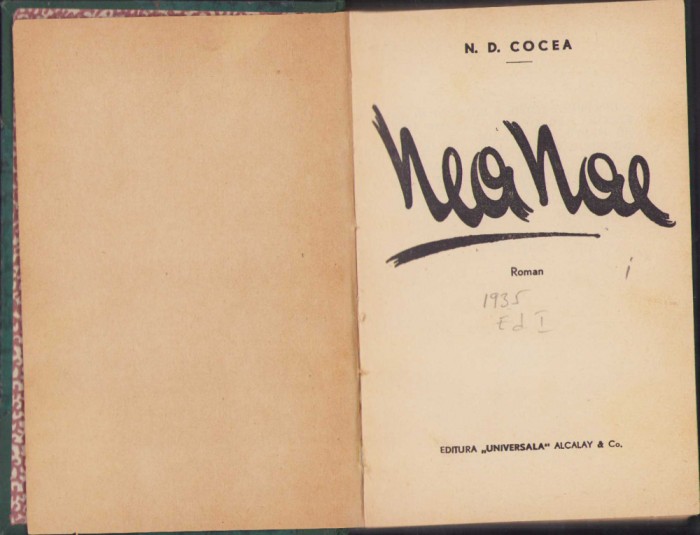 N. D. COCEA
Nea Nae
Roman
1935
Ed I
EDITURA „UNIVERSALA“ ALCALAY & Co.